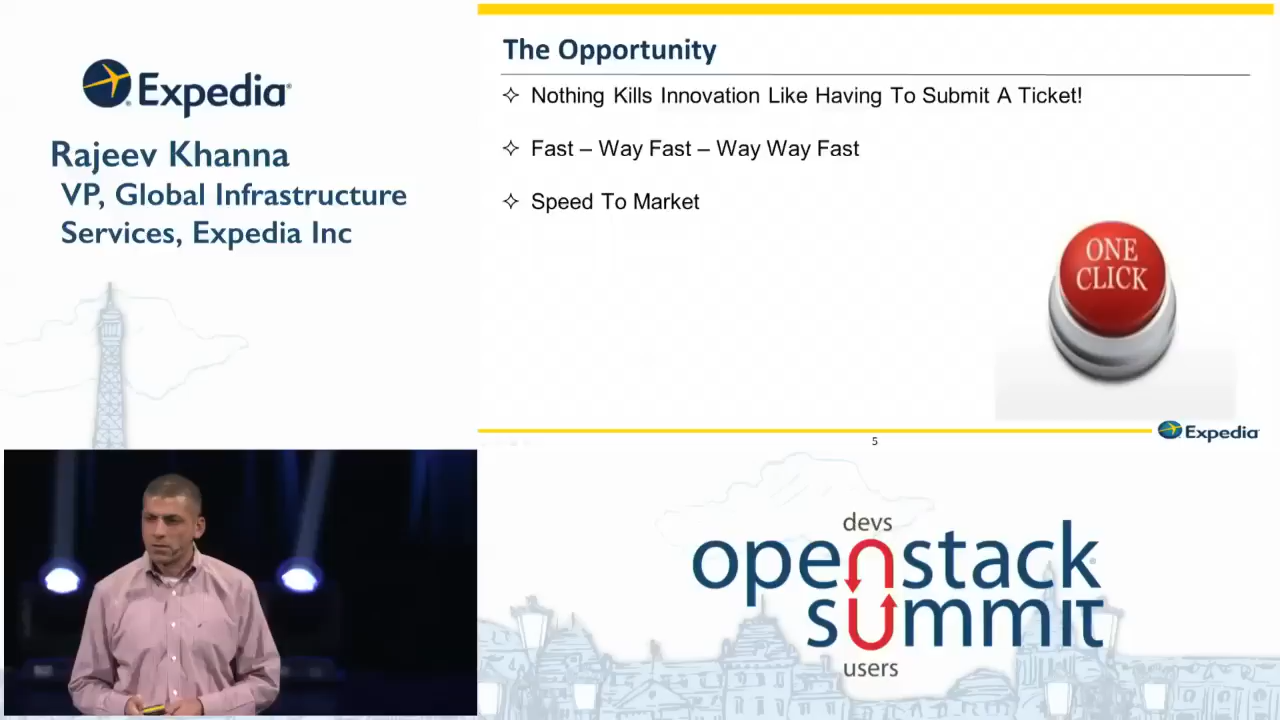 Expedia
Rajeev Khanna
VP, Global Infrastructure
Services, Expedia Inc
The Opportunity
Nothing Kills Innovation Like Having To Submit A Ticket!
Fast – Way Fast – Way Way Fast
Speed To Market
ONE
CLICK
Expedia
5
devs
openstack
summit
users